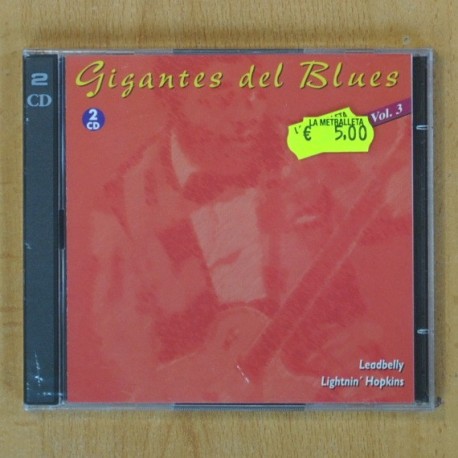 2
CD
Gigantes del Blues
2
CD
Vol. 3
LA METRALLETA
€ 5,00
Leadbelly
Lightnin' Hopkins